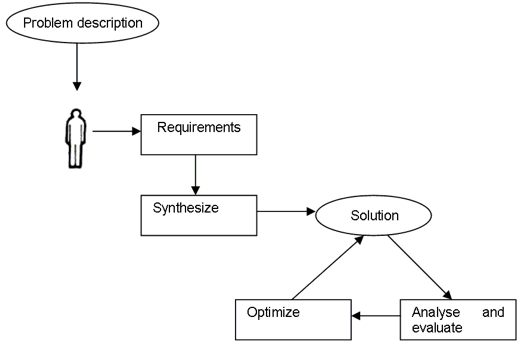 Problem description
Requirements
Synthesize
Solution
Optimize
Analyse and
evaluate